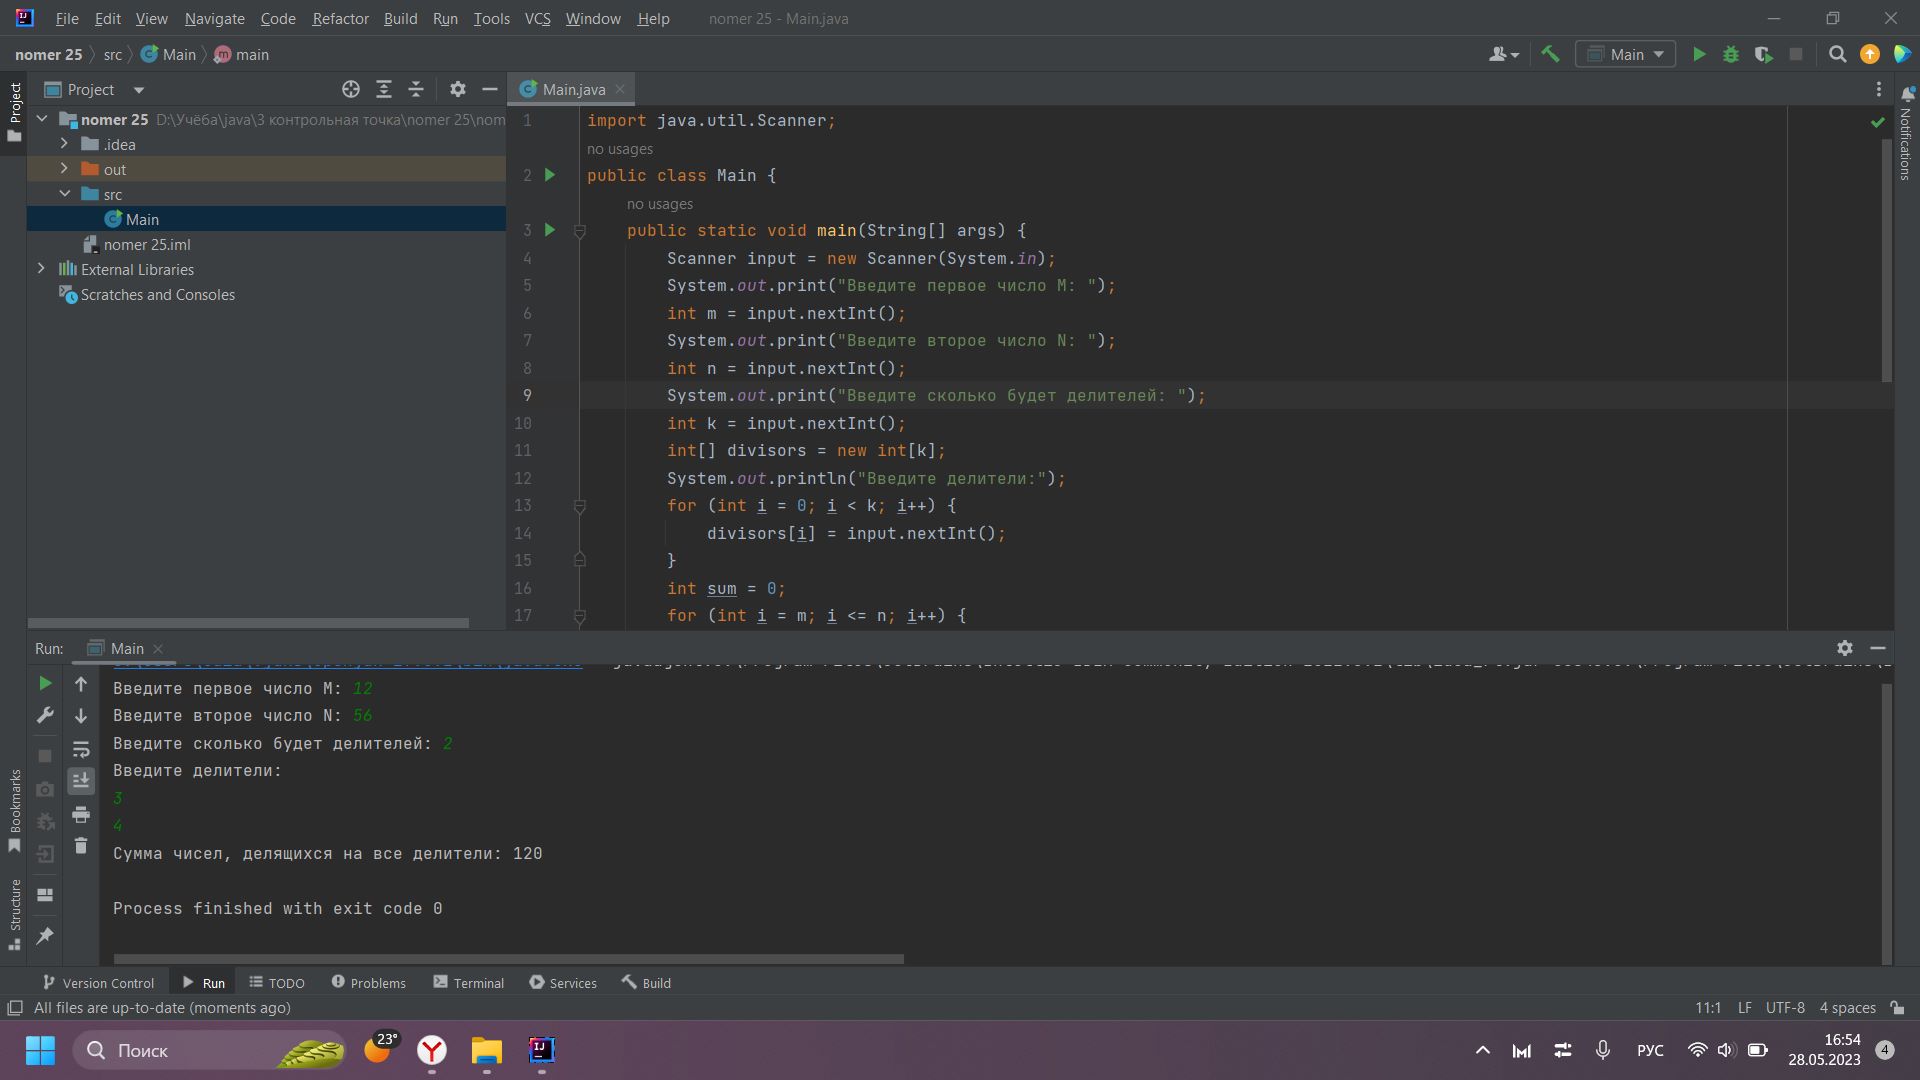 File Edit View Navigate Code Refactor Build Run Tools VCS Window Help nomer 25 - Main.java
nomer 25 src Main main
Main
Project
Main.java
Project
Notifications
nomer 25 D:\Учёба\java\3 контрольная точка\nomer 25\nom
.idea
out
src
Main
nomer 25.iml
External Libraries
Scratches and Consoles
1 import java.util.Scanner;
no usages
2 public class Main {
no usages
3 public static void main(String[] args) {
4 Scanner input = new Scanner(System.in);
5 System.out.print("Введите первое число M: ");
6 int m = input.nextInt();
7 System.out.print("Введите второе число N: ");
8 int n = input.nextInt();
9 System.out.print("Введите сколько будет делителей: ");
10 int k = input.nextInt();
11 int[] divisors = new int[k];
12 System.out.println("Введите делители:");
13 for (int i = 0; i < k; i++) {
14 divisors[i] = input.nextInt();
15 }
16 int sum = 0;
17 for (int i = m; i <= n; i++) {
Run: Main
Введите первое число M: 12
Введите второе число N: 56
Введите сколько будет делителей: 2
Введите делители:
3
4
Сумма чисел, делящихся на все делители: 120
Process finished with exit code 0
Bookmarks
Structure
Version Control Run TODO Problems Terminal Services Build
All files are up-to-date (moments ago) 11:1 LF UTF-8 4 spaces
Поиск 23° РУС 16:54
28.05.2023 4